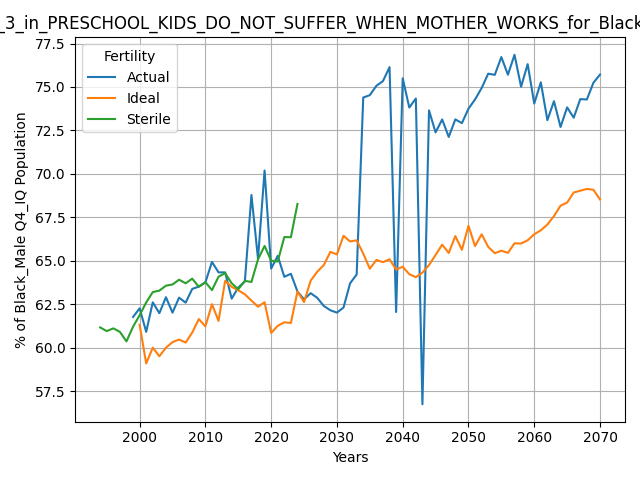 _3_in_PRESCHOOL_KIDS_DO_NOT_SUFFER_WHEN_MOTHER_WORKS_for_Black
77.5
75.0
72.5
70.0
67.5
65.0
62.5
60.0
57.5
% of Black_Male Q4_IQ Population
Fertility
Actual
Ideal
Sterile
2000 2010 2020 2030 2040 2050 2060 2070
Years